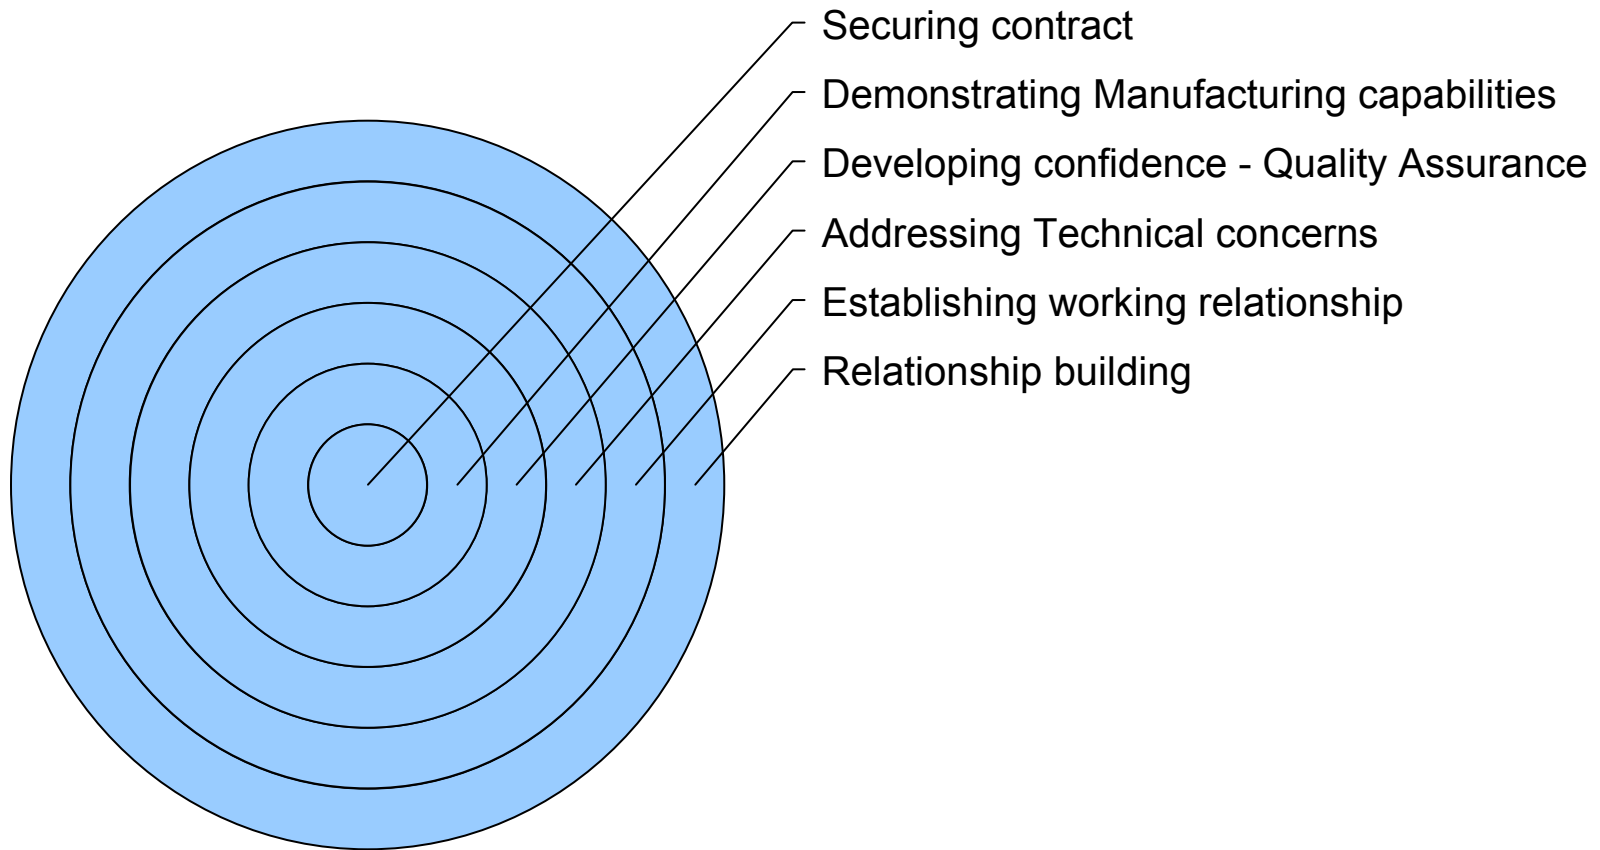 Securing contract
Demonstrating Manufacturing capabilities
Developing confidence - Quality Assurance
Addressing Technical concerns
Establishing working relationship
Relationship building